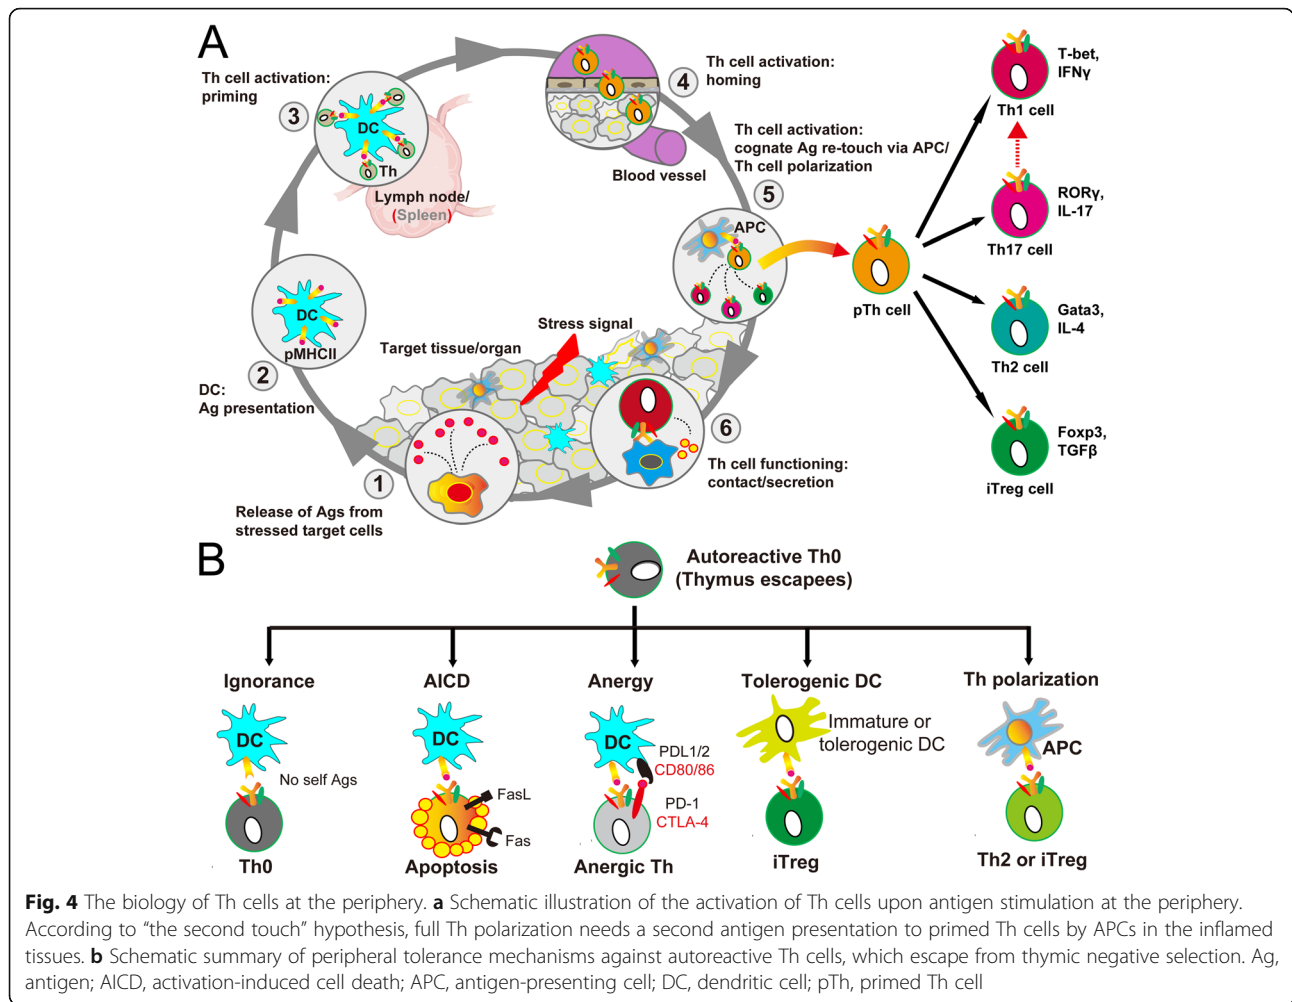 A
Th cell activation:
priming
3
DC
Th
Lymph node/
(Spleen)
4
Th cell activation:
homing
Blood vessel
Th cell activation:
cognate Ag re-touch via APC/
Th cell polarization
5
APC
pTh cell
T-bet,
IFNγ
Th1 cell
RORγ,
IL-17
Th17 cell
Gata3,
IL-4
Th2 cell
Foxp3,
TGFβ
iTreg cell
DC
pMHCII
2
DC:
Ag presentation
Target tissue/organ
Stress signal
1
Release of Ags from
stressed target cells
6
Th cell functioning:
contact/secretion
B
Autoreactive Th0
(Thymus escapees)
Ignorance
DC
No self Ags
Th0
AICD
DC
FasL
Fas
Apoptosis
Anergy
DC
PDL1/2
CD80/86
PD-1
CTLA-4
Anergic Th
Tolerogenic DC
Immature or
tolerogenic DC
iTreg
Th polarization
APC
Th2 or iTreg
Fig. 4 The biology of Th cells at the periphery. a Schematic illustration of the activation of Th cells upon antigen stimulation at the periphery.
According to “the second touch” hypothesis, full Th polarization needs a second antigen presentation to primed Th cells by APCs in the inflamed
tissues. b Schematic summary of peripheral tolerance mechanisms against autoreactive Th cells, which escape from thymic negative selection. Ag,
antigen; AICD, activation-induced cell death; APC, antigen-presenting cell; DC, dendritic cell; pTh, primed Th cell